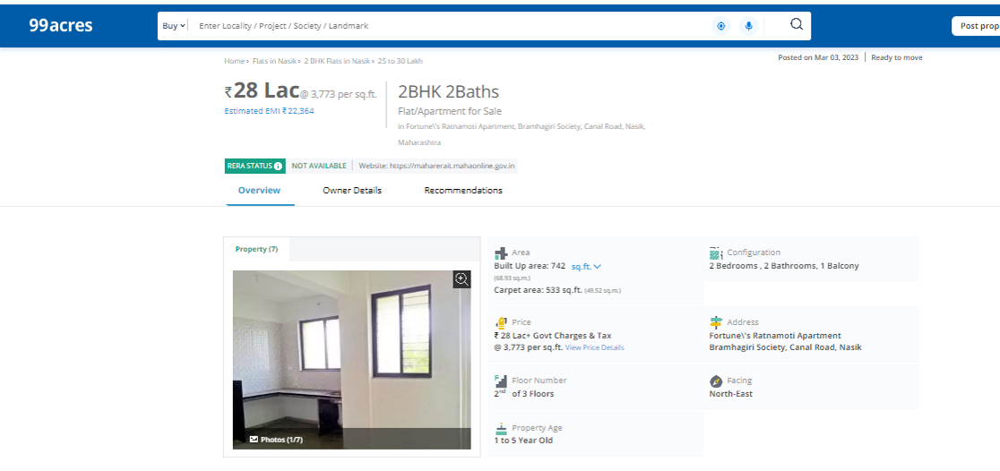 99acres
Buy
Enter Locality / Project / Society / Landmark
Post prop
Home › Flats in Nasik › 2 BHK Flats in Nasik › 25 to 30 Lakh
Posted on Mar 03, 2023 | Ready to move
₹28 Lac @ 3,773 per sq.ft.
Estimated EMI ₹ 22,364
2BHK 2Baths
Flat/Apartment for Sale
in Fortune\'s Ratnamoti Apartment, Bramhagiri Society, Canal Road, Nasik,
Maharashtra
RERA STATUS NOT AVAILABLE | Website: https://maharerait.mahaonline.gov.in
Overview
Owner Details
Recommendations
Property (7)
Photos (1/7)
Area
Built Up area: 742 sq.ft.
(68.93 sq.m.)
Carpet area: 533 sq.ft. (49.52 sq.m.)
Configuration
2 Bedrooms , 2 Bathrooms, 1 Balcony
Price
₹ 28 Lac+ Govt Charges & Tax
@ 3,773 per sq.ft. View Price Details
Address
Fortune\'s Ratnamoti Apartment
Bramhagiri Society, Canal Road, Nasik
Floor Number
2nd of 3 Floors
Facing
North-East
Property Age
1 to 5 Year Old